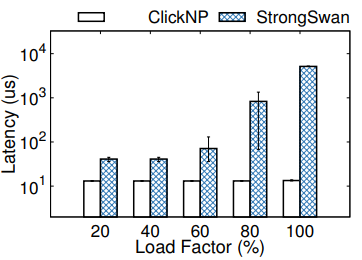 ClickNP StrongSwan
10^4
10^3
10^2
10^1
Latency (us)
20 40 60 80 100
Load Factor (%)